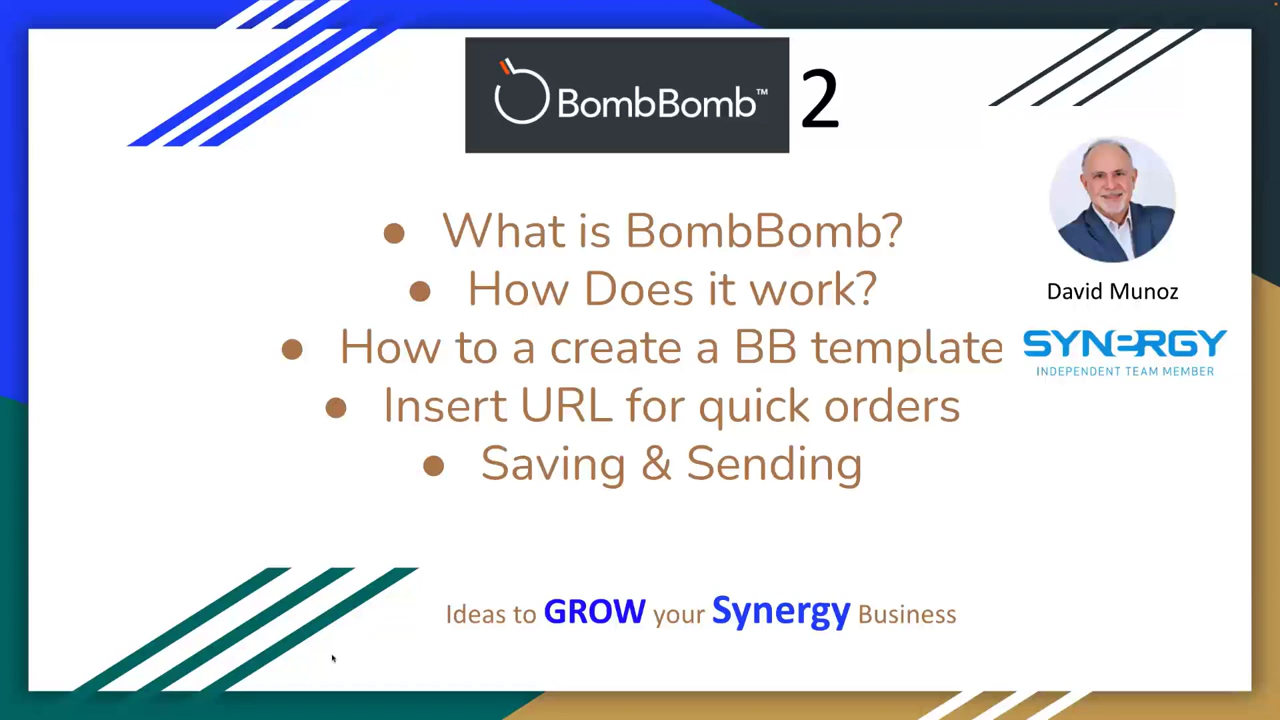 BombBomb™ 2
● What is BombBomb?
● How Does it work?
● How to a create a BB template
● Insert URL for quick orders
● Saving & Sending
David Munoz
SYNERGY
INDEPENDENT TEAM MEMBER
Ideas to GROW your Synergy Business